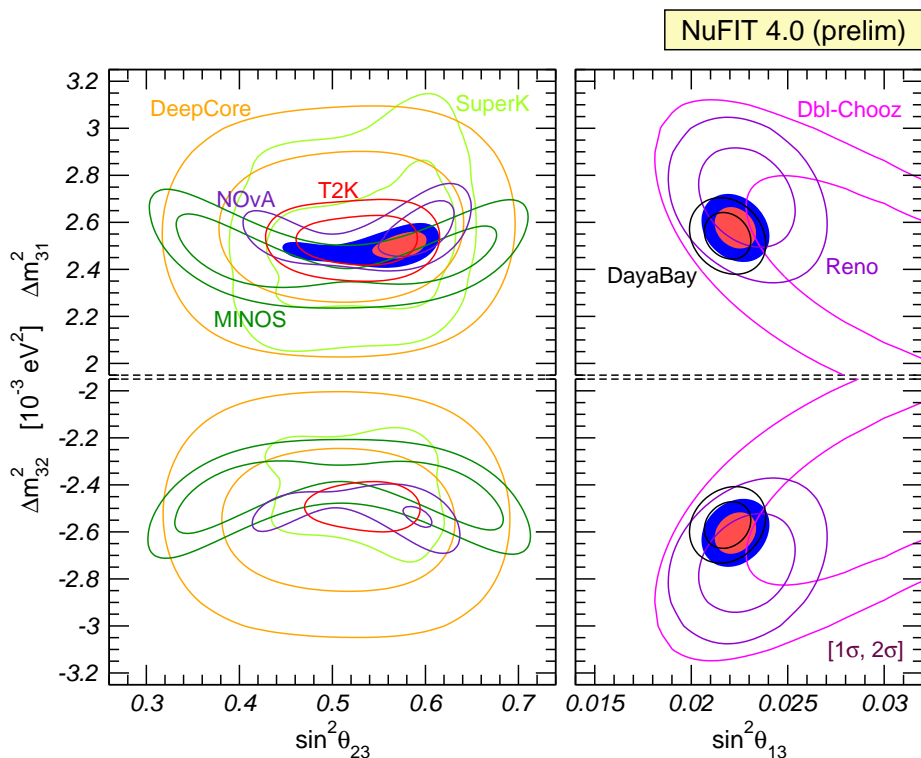 NuFIT 4.0 (prelim)
3.2
3
2.8
2.6
2.4
2.2
2
-2
-2.2
-2.4
-2.6
-2.8
-3
-3.2
Δm²₃₂ [10⁻³ eV²] Δm²₃₁
DeepCore
SuperK
NOvA
T2K
MINOS
Dbl-Chooz
DayaBay
Reno
[1σ, 2σ]
0.3 0.4 0.5 0.6 0.7
0.015 0.02 0.025 0.03
sin²θ₂₃
sin²θ₁₃